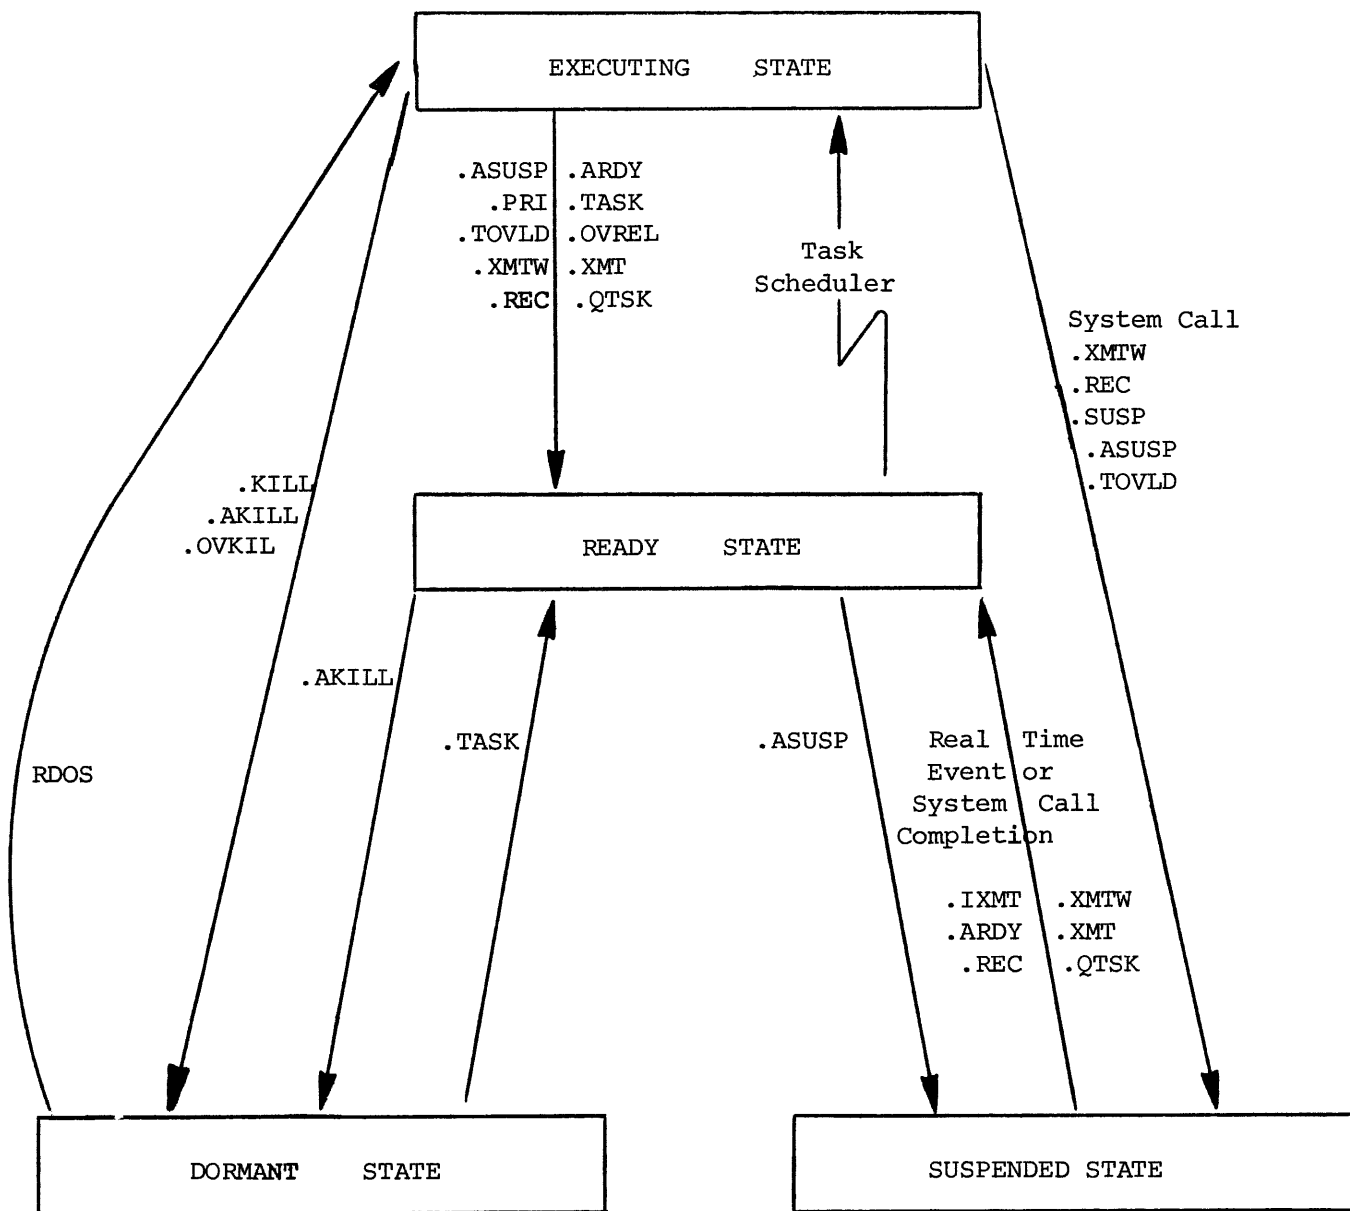 EXECUTING STATE
.ASUSP .ARDY
.PRI .TASK
.TOVLD .OVREL
.XMTW .XMT
.REC .QTSK
Task
Scheduler
System Call
.XMTW
.REC
.SUSP
.ASUSP
.TOVLD
.KILL
.AKILL
.OVKIL
READY STATE
.AKILL
.TASK
RDOS
.ASUSP
Real Time
Event or
System Call
Completion
.IXMT .XMTW
.ARDY .XMT
.REC .QTSK
DORMANT STATE
SUSPENDED STATE